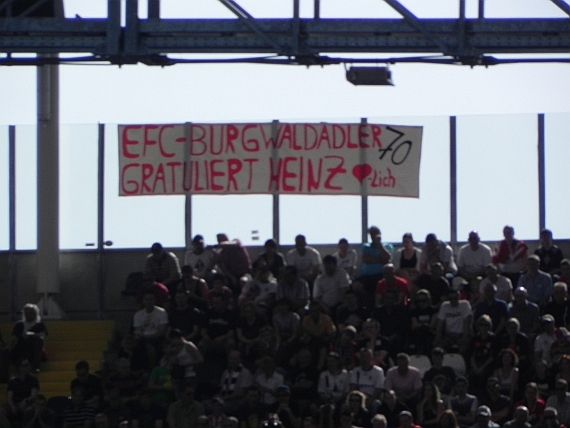 EFC-BURGWALDADLER 70
GRATULIERT HEINZ ♥-Lich